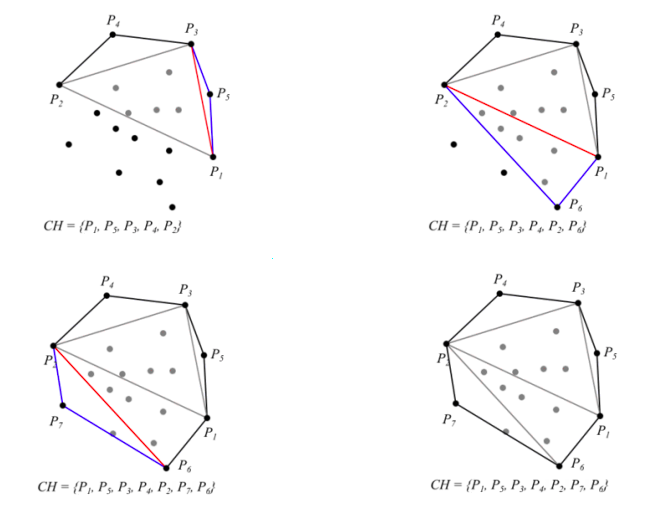 P4
P3
P2
P5
P1
CH = {P1, P5, P3, P4, P2}
P4
P3
P2
P5
P1
P6
CH = {P1, P5, P3, P4, P2, P6}
P4
P3
P2
P5
P7
P1
P6
CH = {P1, P5, P3, P4, P2, P7, P6}
P4
P3
P2
P5
P7
P1
P6
CH = {P1, P5, P3, P4, P2, P7, P6}